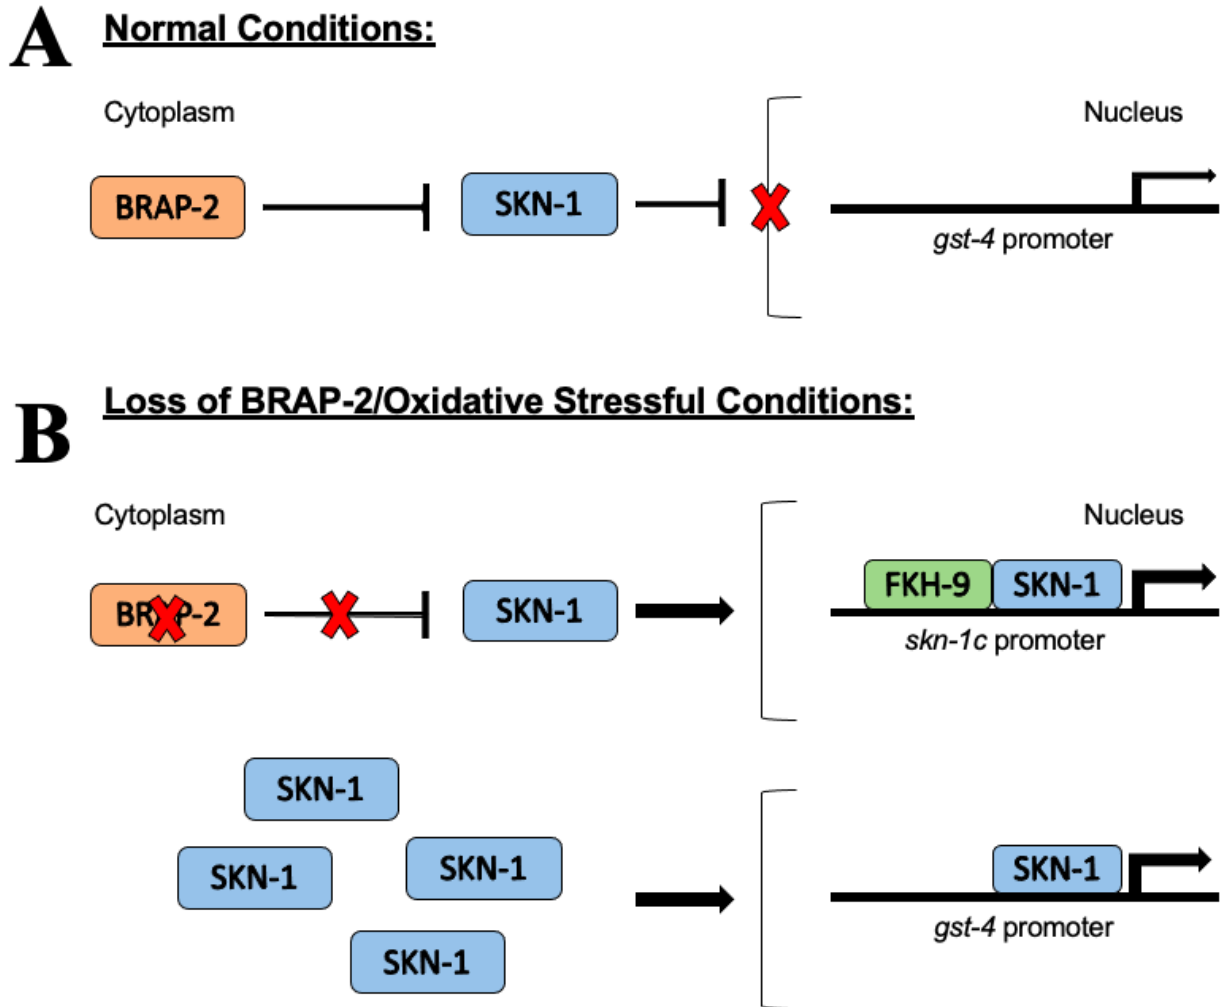 A
Normal Conditions:
Cytoplasm
Nucleus
BRAP-2
SKN-1
gst-4 promoter
B
Loss of BRAP-2/Oxidative Stressful Conditions:
Cytoplasm
Nucleus
BRAP-2
SKN-1
FKH-9
SKN-1
skn-1c promoter
SKN-1
SKN-1
SKN-1
SKN-1
SKN-1
gst-4 promoter